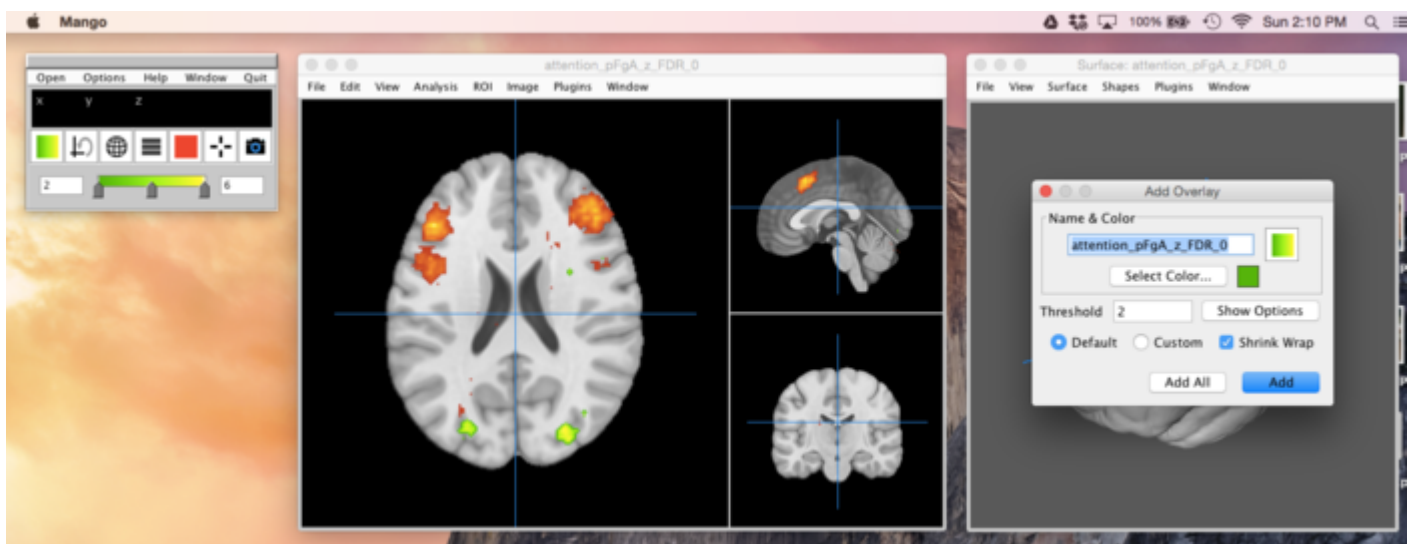 Mango
100% Sun 2:10 PM
Open Options Help Window Quit
x y z
2 6
attention_pFgA_z_FDR_0
File Edit View Analysis ROI Image Plugins Window
Surface: attention_pFgA_z_FDR_0
File View Surface Shapes Plugins Window
Add Overlay
Name & Color
attention_pFgA_z_FDR_0
Select Color...
Threshold 2 Show Options
Default Custom Shrink Wrap
Add All Add